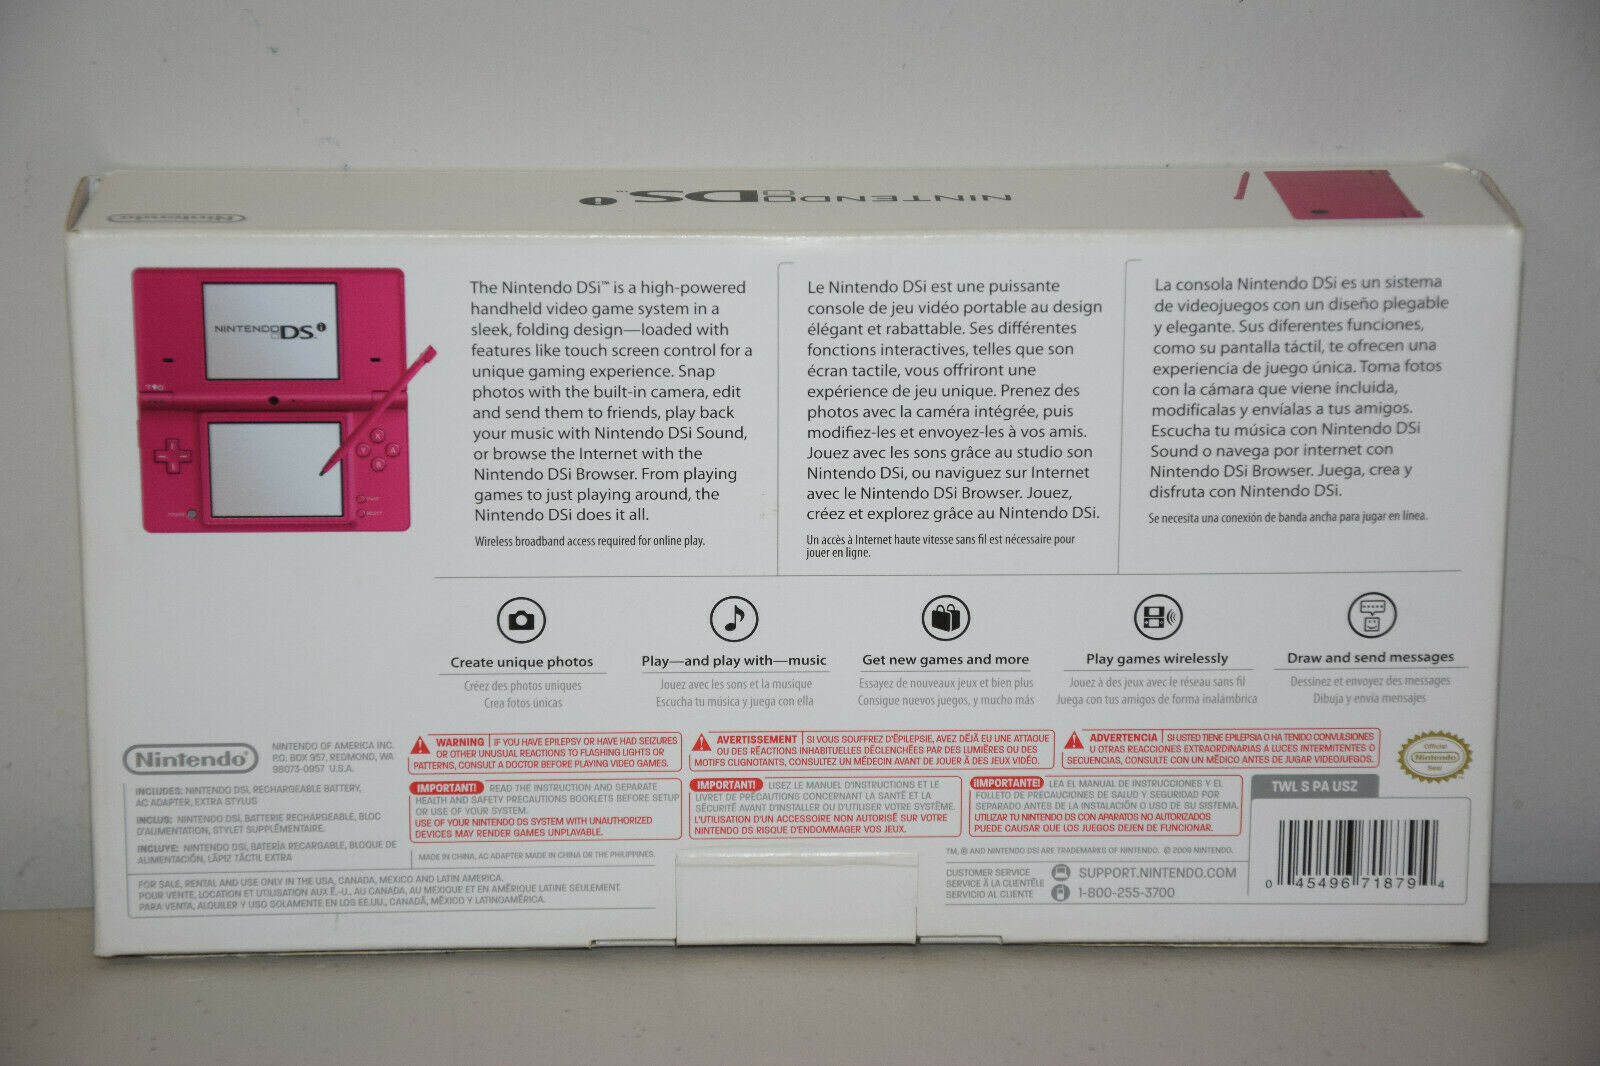 NINTENDO DSi™
Nintendo
NINTENDO DSi
The Nintendo DSi™ is a high-powered
handheld video game system in a
sleek, folding design—loaded with
features like touch screen control for a
unique gaming experience. Snap
photos with the built-in camera, edit
and send them to friends, play back
your music with Nintendo DSi Sound,
or browse the Internet with the
Nintendo DSi Browser. From playing
games to just playing around, the
Nintendo DSi does it all.
Wireless broadband access required for online play.
Le Nintendo DSi est une puissante
console de jeu vidéo portable au design
élégant et rabattable. Ses différentes
fonctions interactives, telles que son
écran tactile, vous offriront une
expérience de jeu unique. Prenez des
photos avec la caméra intégrée, puis
modifiez-les et envoyez-les à vos amis.
Jouez avec les sons grâce au studio son
Nintendo DSi, ou naviguez sur Internet
avec le Nintendo DSi Browser. Jouez,
créez et explorez grâce au Nintendo DSi.
Un accès à Internet haute vitesse sans fil est nécessaire pour
jouer en ligne.
La consola Nintendo DSi es un sistema
de videojuegos con un diseño plegable
y elegante. Sus diferentes funciones,
como su pantalla táctil, te ofrecen una
experiencia de juego única. Toma fotos
con la cámara que viene incluida,
modifícalas y envíalas a tus amigos.
Escucha tu música con Nintendo DSi
Sound o navega por internet con
Nintendo DSi Browser. Juega, crea y
disfruta con Nintendo DSi.
Se necesita una conexión de banda ancha para jugar en línea.
X
Y A
B
START
SELECT
POWER
Create unique photos
Créez des photos uniques
Crea fotos únicas
Play—and play with—music
Jouez avec les sons et la musique
Escucha tu música y juega con ella
Get new games and more
Essayez de nouveaux jeux et bien plus
Consigue nuevos juegos, y mucho más
Play games wirelessly
Jouez à des jeux avec le réseau sans fil
Juega con tus amigos de forma inalámbrica
Draw and send messages
Dessinez et envoyez des messages
Dibuja y envía mensajes
Nintendo®
NINTENDO OF AMERICA INC.
P.O. BOX 957, REDMOND, WA
98073-0957 U.S.A.
INCLUDES: NINTENDO DSi, RECHARGEABLE BATTERY,
AC ADAPTER, EXTRA STYLUS
INCLUS: NINTENDO DSi, BATTERIE RECHARGEABLE, BLOC
D'ALIMENTATION, STYLET SUPPLÉMENTAIRE.
INCLUYE: NINTENDO DSi, BATERÍA RECARGABLE, BLOQUE DE
ALIMENTACIÓN, LÁPIZ TÁCTIL EXTRA
WARNING IF YOU HAVE EPILEPSY OR HAVE HAD SEIZURES
OR OTHER UNUSUAL REACTIONS TO FLASHING LIGHTS OR
PATTERNS, CONSULT A DOCTOR BEFORE PLAYING VIDEO GAMES.
IMPORTANT! READ THE INSTRUCTION AND SEPARATE
HEALTH AND SAFETY PRECAUTIONS BOOKLETS BEFORE SETUP
OR USE OF YOUR SYSTEM.
USE OF YOUR NINTENDO DS SYSTEM WITH UNAUTHORIZED
DEVICES MAY RENDER GAMES UNPLAYABLE.
MADE IN CHINA. AC ADAPTER MADE IN CHINA OR THE PHILIPPINES.
AVERTISSEMENT SI VOUS SOUFFREZ D'ÉPILEPSIE, AVEZ DÉJÀ EU UNE ATTAQUE
OU DES RÉACTIONS INHABITUELLES DÉCLENCHÉES PAR DES LUMIÈRES OU DES
MOTIFS CLIGNOTANTS, CONSULTEZ UN MÉDECIN AVANT DE JOUER À DES JEUX VIDÉO.
IMPORTANT! LISEZ LE MANUEL D'INSTRUCTIONS ET LE
LIVRET DE PRÉCAUTIONS CONCERNANT LA SANTÉ ET LA
SÉCURITÉ AVANT D'INSTALLER OU D'UTILISER VOTRE SYSTÈME.
L'UTILISATION D'UN ACCESSOIRE NON AUTORISÉ SUR VOTRE
NINTENDO DS RISQUE D'ENDOMMAGER VOS JEUX.
ADVERTENCIA SI USTED TIENE EPILEPSIA O HA TENIDO CONVULSIONES
U OTRAS REACCIONES EXTRAORDINARIAS A LUCES INTERMITENTES O
SECUENCIAS, CONSULTE CON UN MÉDICO ANTES DE JUGAR VIDEOJUEGOS.
¡IMPORTANTE! LEA EL MANUAL DE INSTRUCCIONES Y EL
FOLLETO DE PRECAUCIONES DE SALUD Y SEGURIDAD POR
SEPARADO ANTES DE LA INSTALACIÓN O USO DE SU SISTEMA.
UTILIZAR TU NINTENDO DS CON APARATOS NO AUTORIZADOS
PUEDE CAUSAR QUE LOS JUEGOS DEJEN DE FUNCIONAR.
Official
Nintendo
Seal
TWL S PA USZ
FOR SALE, RENTAL AND USE ONLY IN THE USA, CANADA, MEXICO AND LATIN AMERICA.
POUR VENTE, LOCATION ET UTILISATION AUX É.-U., AU CANADA, AU MEXIQUE ET EN AMÉRIQUE LATINE SEULEMENT.
PARA VENTA, ALQUILER Y USO SOLAMENTE EN LOS EE.UU., CANADÁ, MÉXICO Y LATINOAMÉRICA.
TM, ® AND NINTENDO DSi ARE TRADEMARKS OF NINTENDO. © 2009 NINTENDO.
CUSTOMER SERVICE
SERVICE À LA CLIENTÈLE
SERVICIO AL CLIENTE
SUPPORT.NINTENDO.COM
1-800-255-3700
0 45496 71879 4